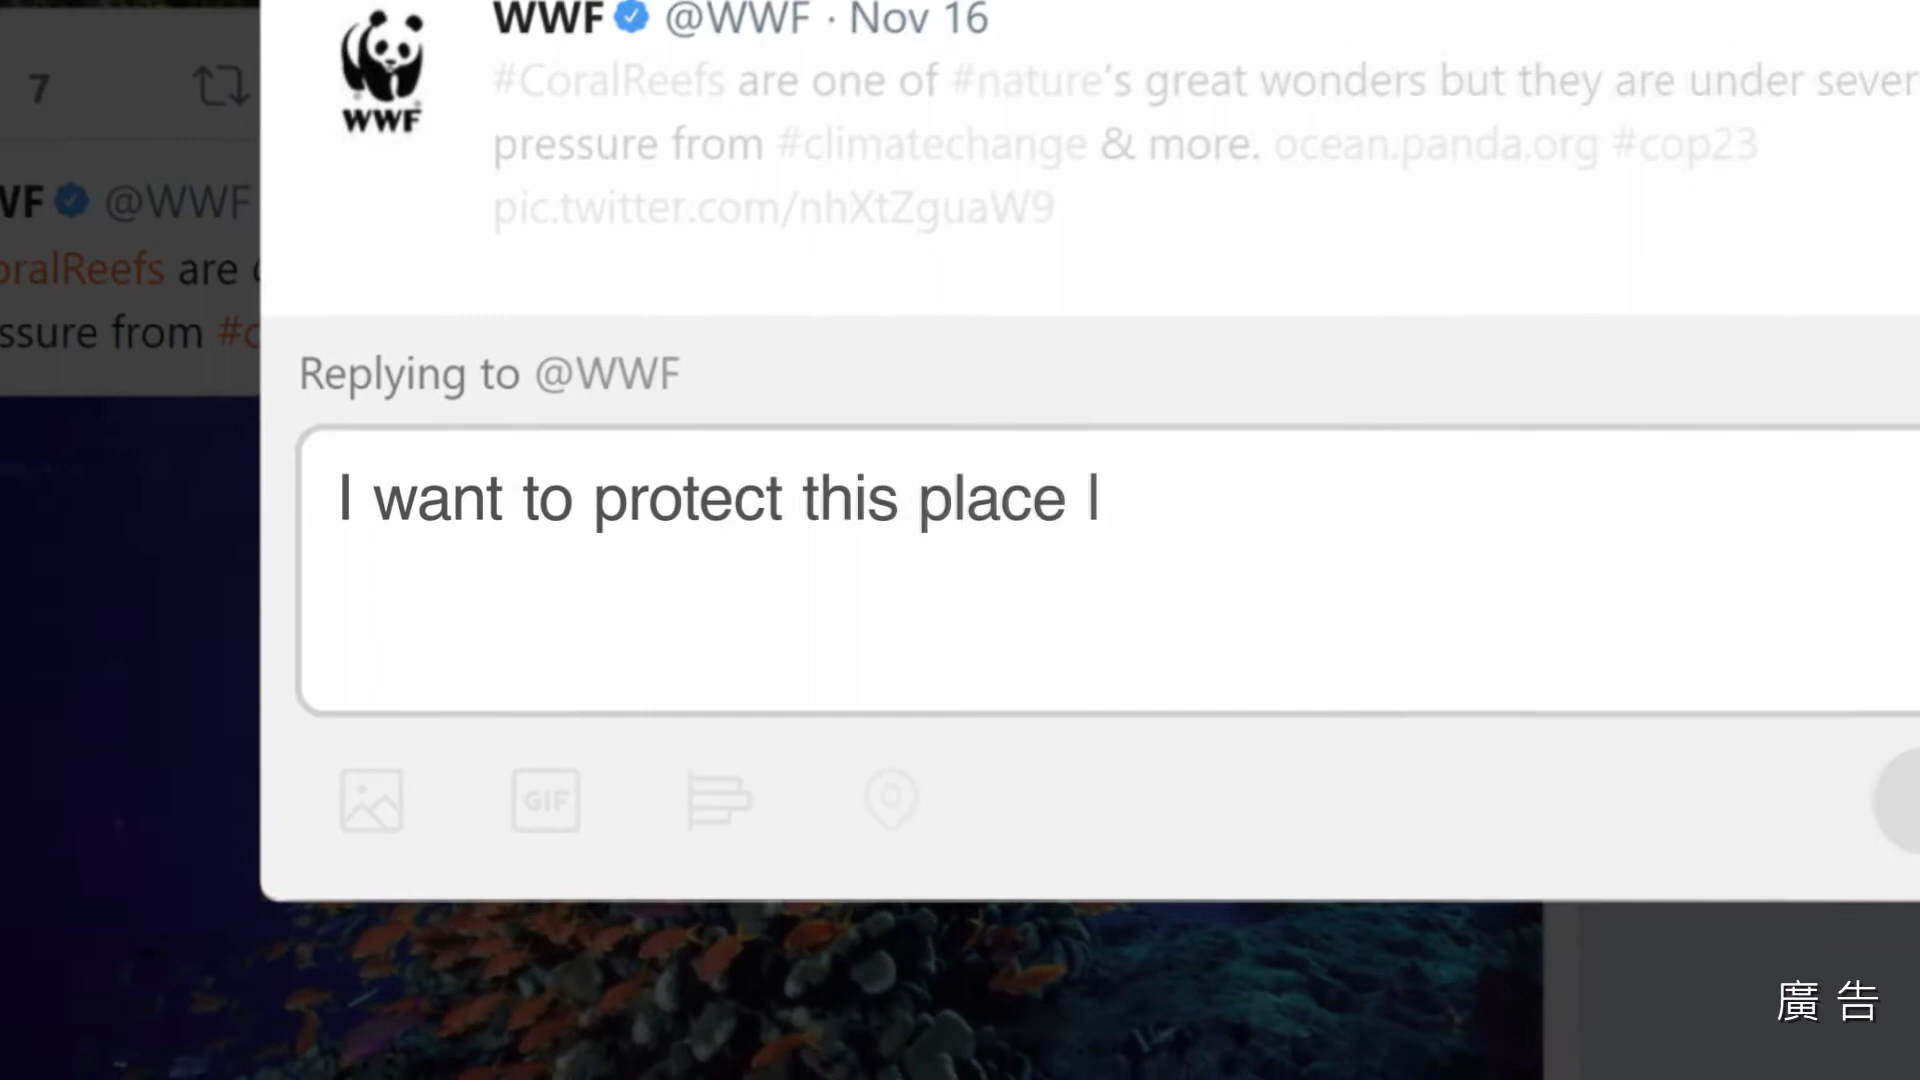 WWF @WWF · Nov 16
#CoralReefs are one of #nature's great wonders but they are under sever
pressure from #climatechange & more. ocean.panda.org #cop23
pic.twitter.com/nhXtZguaW9
WWF
7
WF @WWF
oralReefs are
ssure from #c
Replying to @WWF
I want to protect this place
GIF
廣告